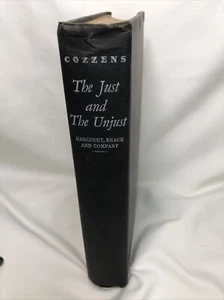 COZZENS
The Just
and
The Unjust
HARCOURT, BRACE
AND COMPANY